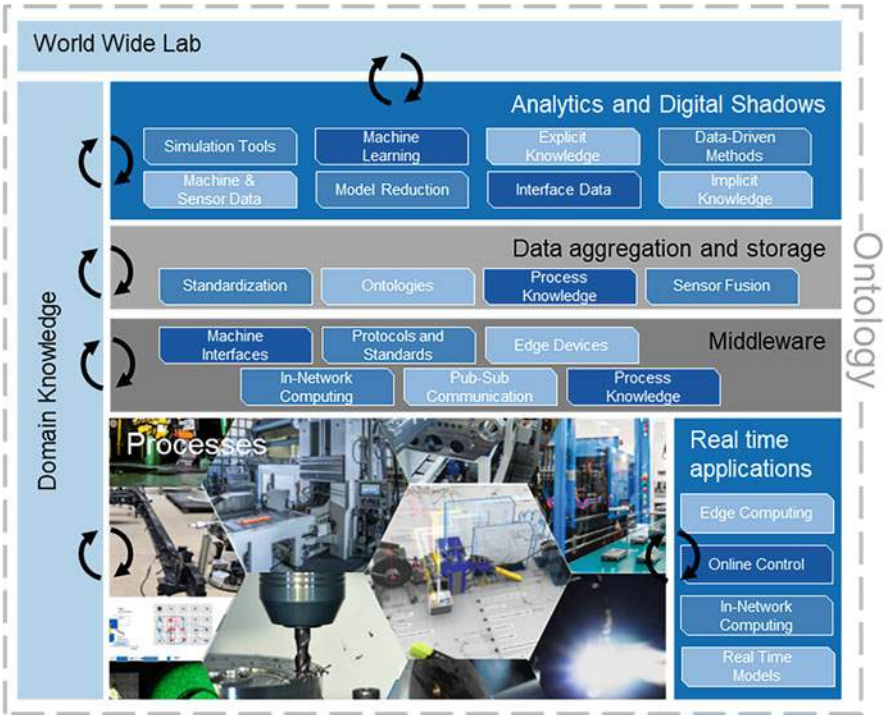 World Wide Lab
Analytics and Digital Shadows
Simulation Tools
Machine
Learning
Explicit
Knowledge
Data-Driven
Methods
Machine &
Sensor Data
Model Reduction
Interface Data
Implicit
Knowledge
Data aggregation and storage
Standardization
Ontologies
Process
Knowledge
Sensor Fusion
Middleware
Machine
Interfaces
Protocols and
Standards
Edge Devices
In-Network
Computing
Pub-Sub
Communication
Process
Knowledge
Domain Knowledge
Processes
Real time
applications
Edge Computing
Online Control
In-Network
Computing
Real Time
Models
Ontology